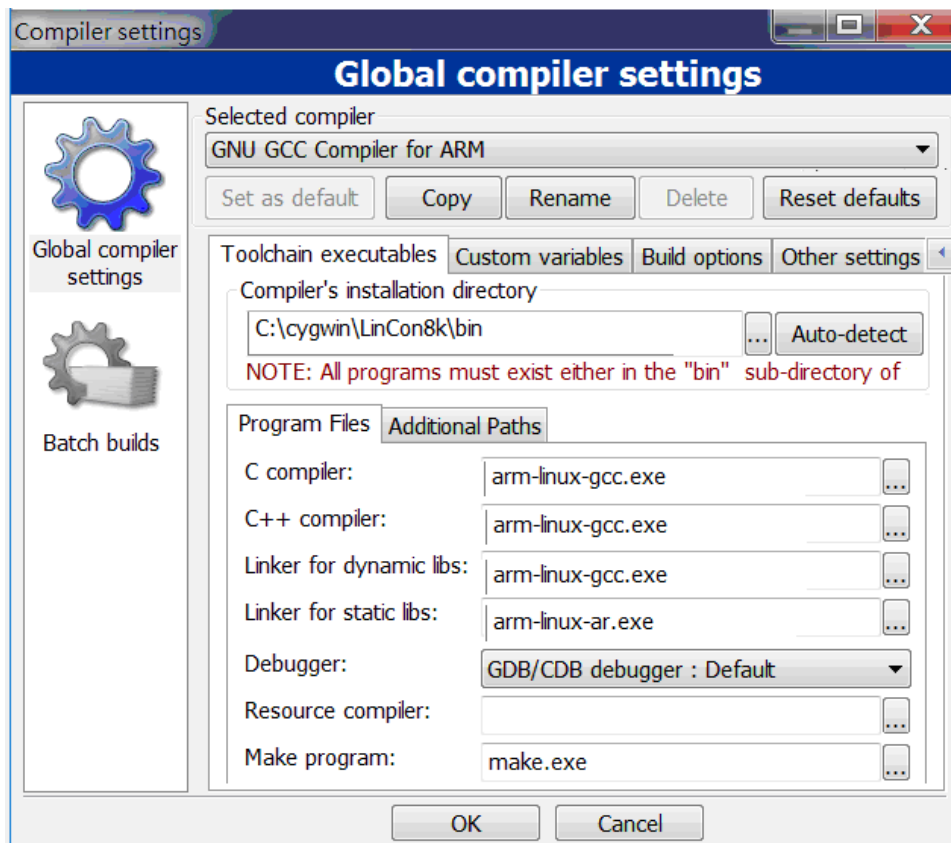 Compiler settings
Global compiler settings
Global compiler
settings
Batch builds
Selected compiler
GNU GCC Compiler for ARM
Set as default Copy Rename Delete Reset defaults
Toolchain executables Custom variables Build options Other settings
Compiler's installation directory
C:\cygwin\LinCon8k\bin ... Auto-detect
NOTE: All programs must exist either in the "bin" sub-directory of
Program Files Additional Paths
C compiler: arm-linux-gcc.exe ...
C++ compiler: arm-linux-gcc.exe ...
Linker for dynamic libs: arm-linux-gcc.exe ...
Linker for static libs: arm-linux-ar.exe ...
Debugger: GDB/CDB debugger : Default
Resource compiler: ...
Make program: make.exe ...
OK Cancel